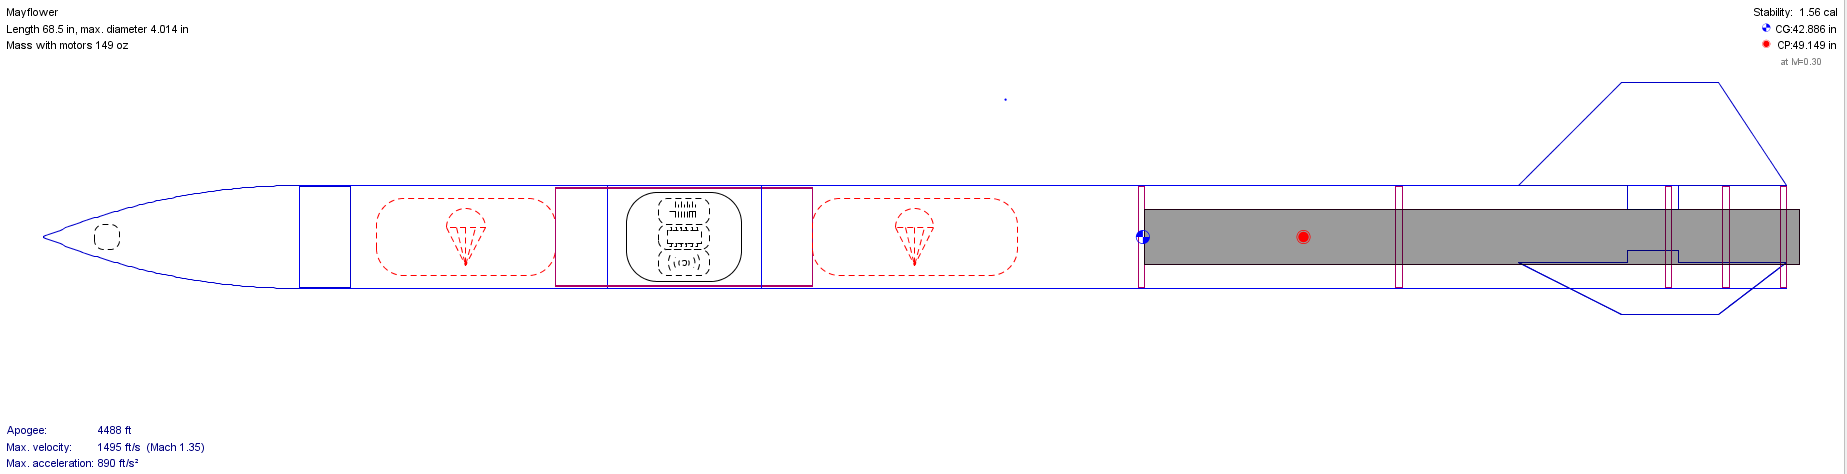 Mayflower
Length 68.5 in, max. diameter 4.014 in
Mass with motors 149 oz
Stability: 1.56 cal
CG:42.886 in
CP:49.149 in
at M=0.30
Apogee: 4488 ft
Max. velocity: 1495 ft/s (Mach 1.35)
Max. acceleration: 890 ft/s²